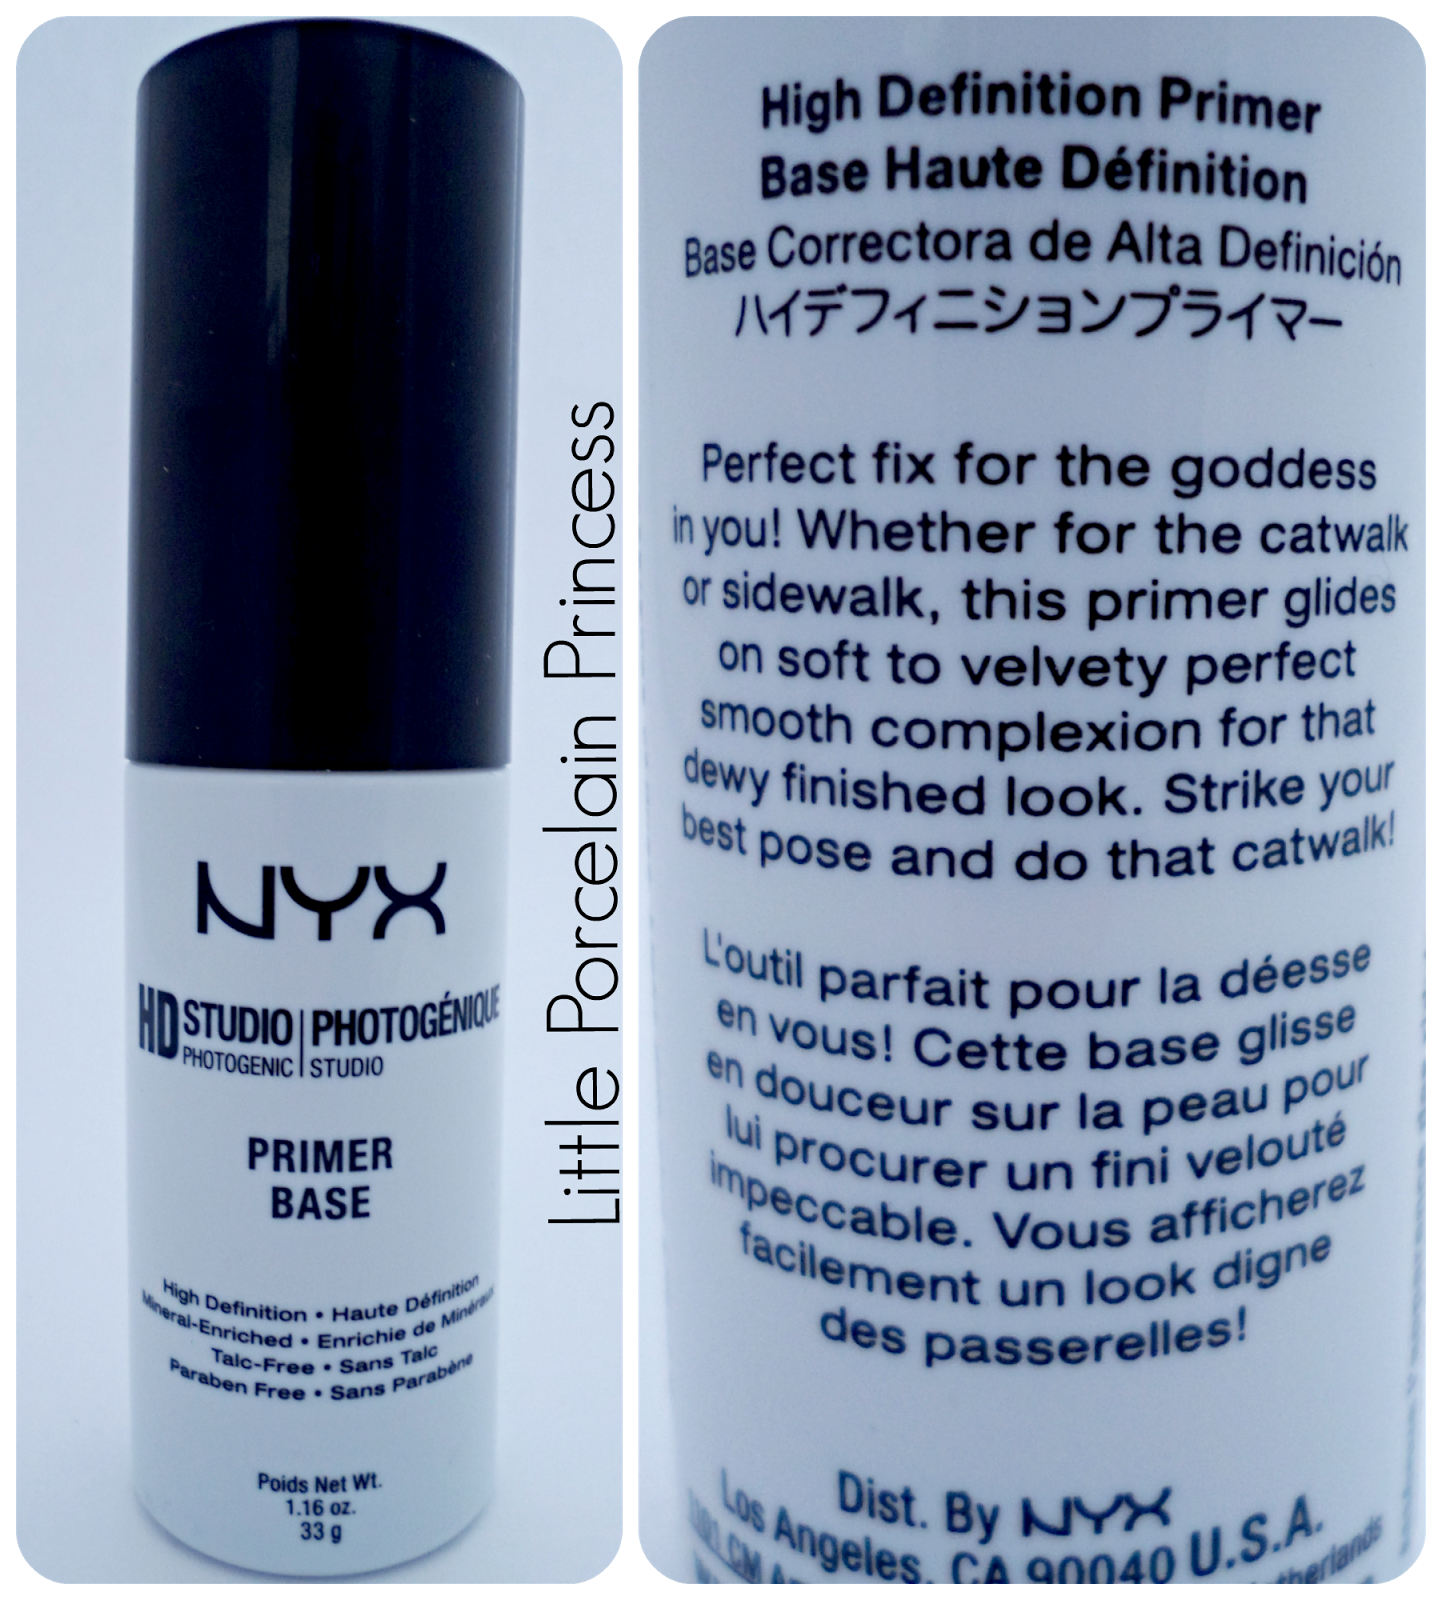 NYX
HD STUDIO | PHOTOGÉNIQUE
PHOTOGENIC | STUDIO
PRIMER
BASE
High Definition • Haute Définition
Mineral-Enriched • Enrichie de Minéraux
Talc-Free • Sans Talc
Paraben Free • Sans Parabène
Poids Net Wt.
1.16 oz.
33 g
Little Porcelain Princess
High Definition Primer
Base Haute Définition
Base Correctora de Alta Definición
ハイデフィニションプライマー
Perfect fix for the goddess
in you! Whether for the catwalk
or sidewalk, this primer glides
on soft to velvety perfect
smooth complexion for that
dewy finished look. Strike your
best pose and do that catwalk!
L'outil parfait pour la déesse
en vous! Cette base glisse
en douceur sur la peau pour
lui procurer un fini velouté
impeccable. Vous afficherez
facilement un look digne
des passerelles!
Dist. By NYX
Los Angeles, CA 90040 U.S.A.
CM